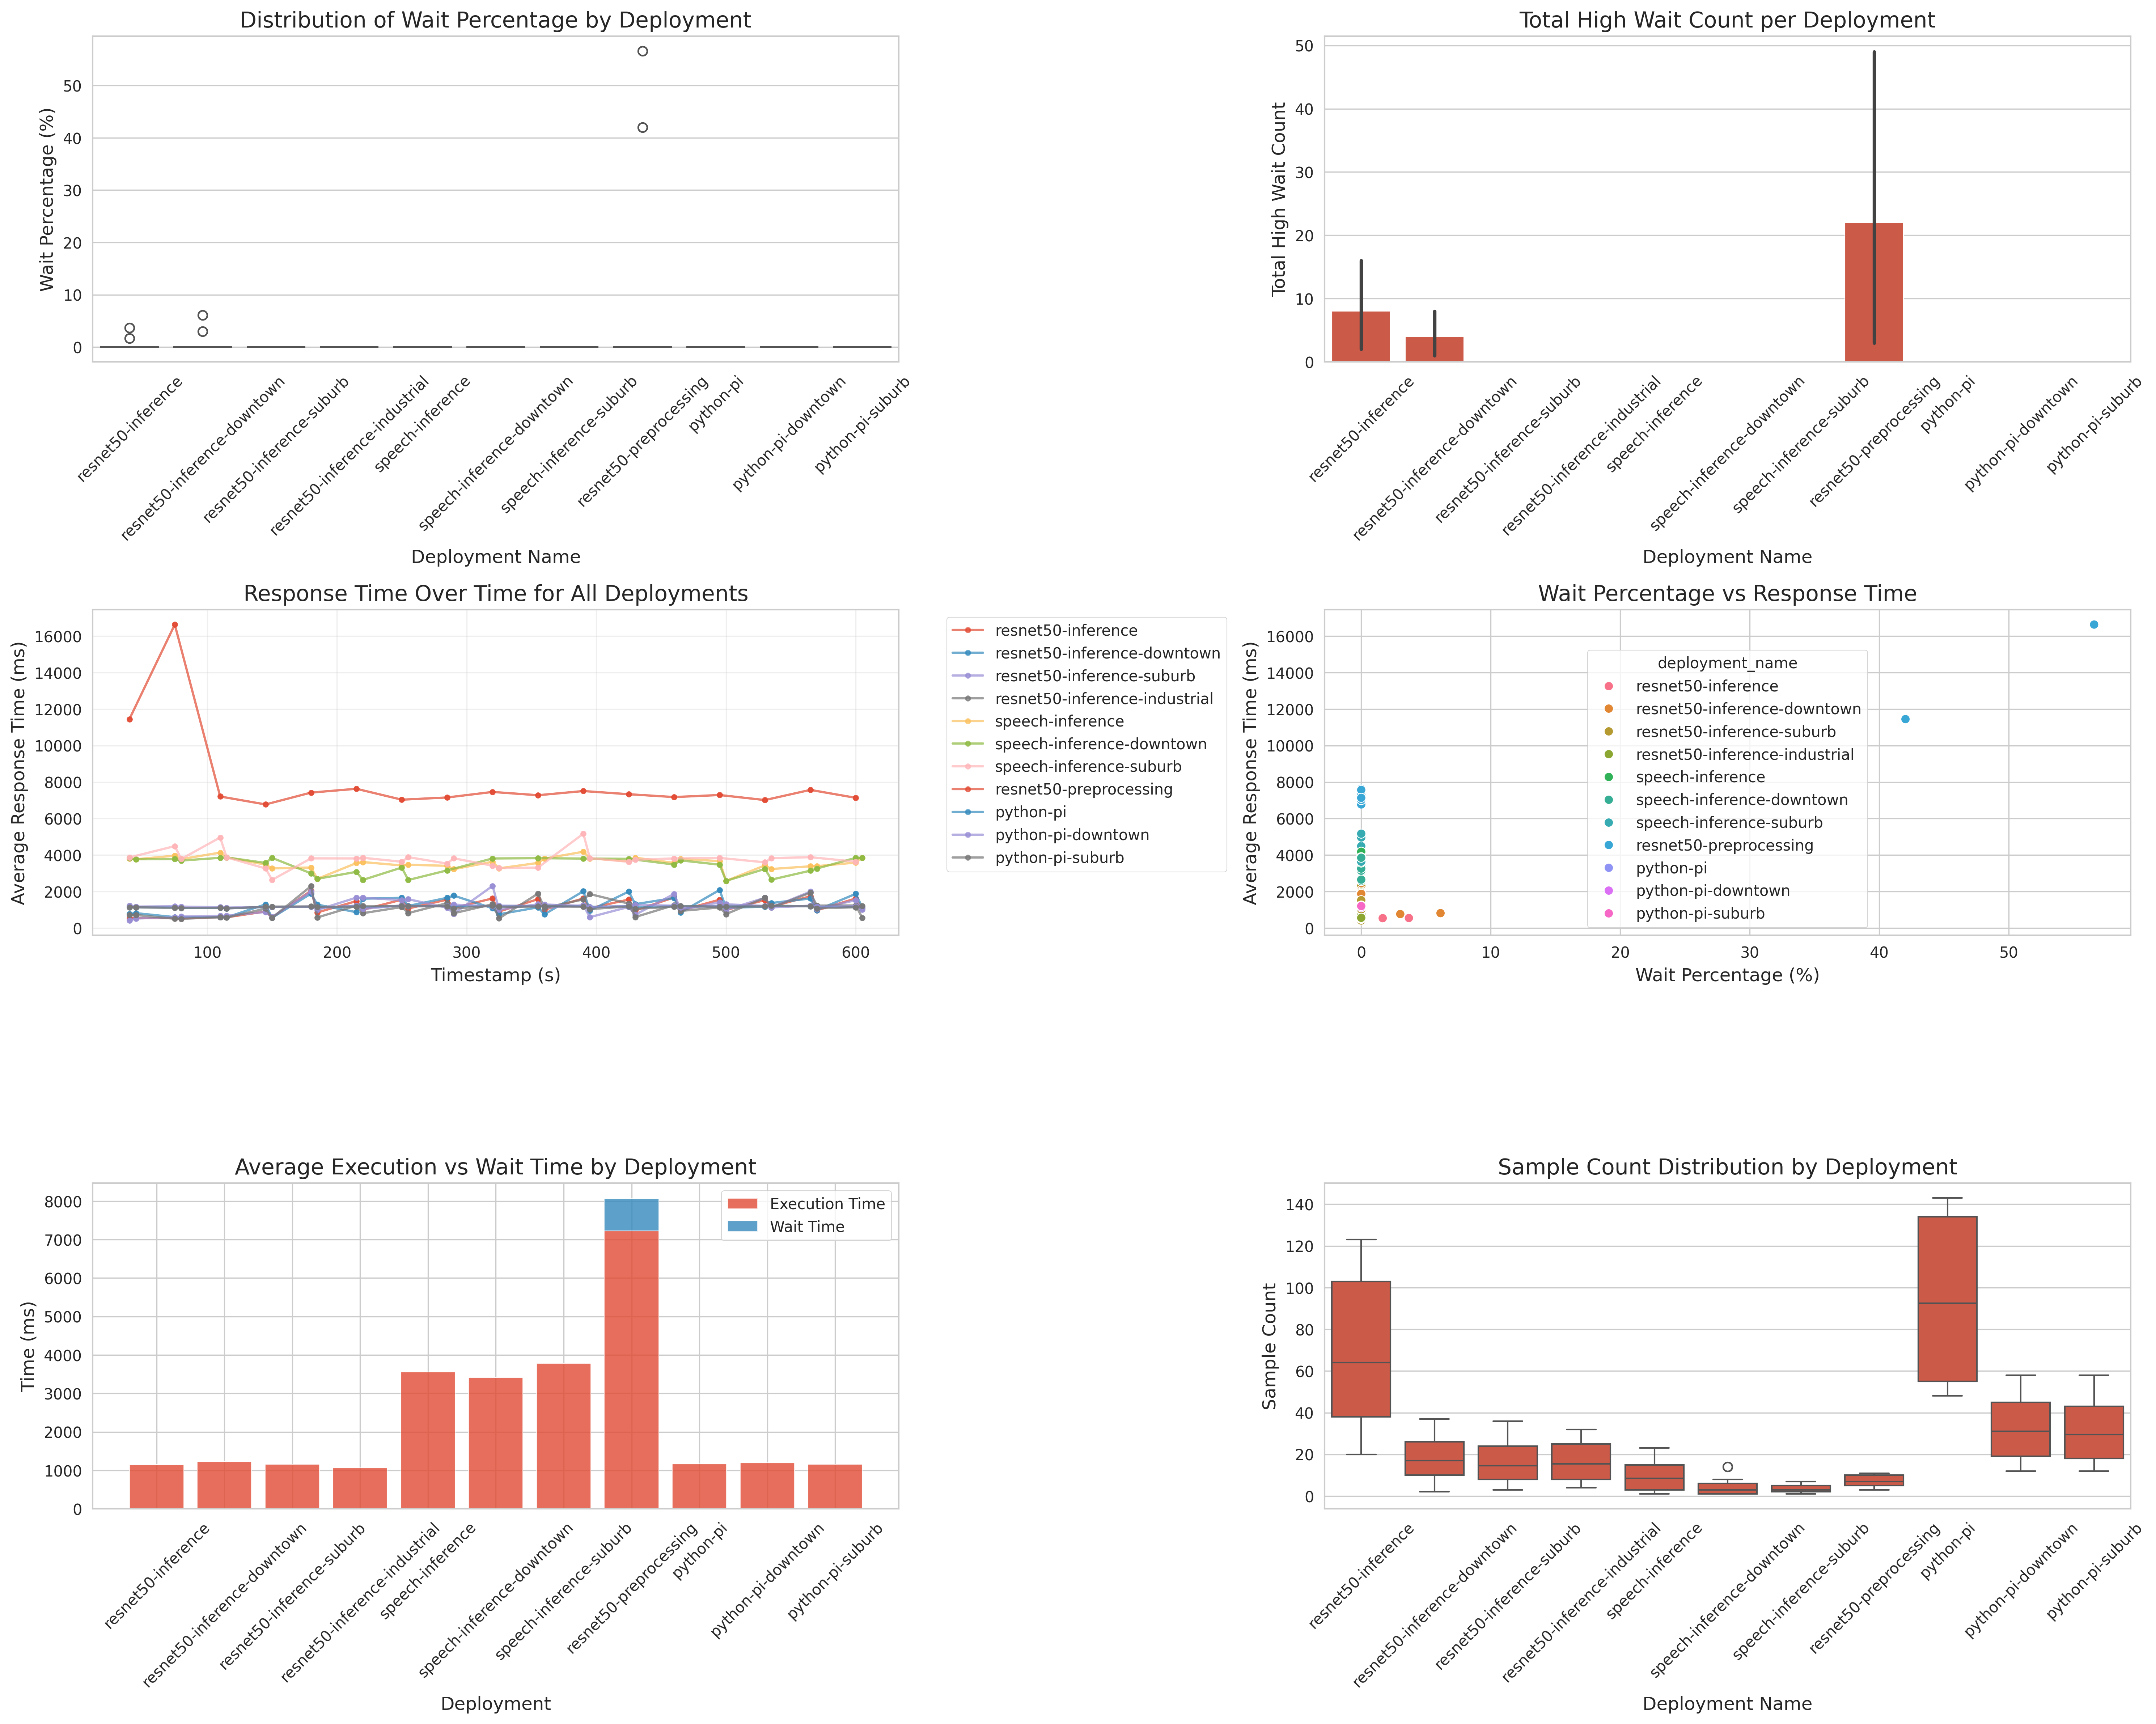 Distribution of Wait Percentage by Deployment
Wait Percentage (%)
50
40
30
20
10
0
resnet50-inference
resnet50-inference-downtown
resnet50-inference-suburb
resnet50-inference-industrial
speech-inference
speech-inference-downtown
speech-inference-suburb
resnet50-preprocessing
python-pi
python-pi-downtown
python-pi-suburb
Deployment Name
Total High Wait Count per Deployment
Total High Wait Count
50
40
30
20
10
0
resnet50-inference
resnet50-inference-downtown
resnet50-inference-suburb
resnet50-inference-industrial
speech-inference
speech-inference-downtown
speech-inference-suburb
resnet50-preprocessing
python-pi
python-pi-downtown
python-pi-suburb
Deployment Name
Response Time Over Time for All Deployments
Average Response Time (ms)
16000
14000
12000
10000
8000
6000
4000
2000
0
100 200 300 400 500 600
Timestamp (s)
resnet50-inference
resnet50-inference-downtown
resnet50-inference-suburb
resnet50-inference-industrial
speech-inference
speech-inference-downtown
speech-inference-suburb
resnet50-preprocessing
python-pi
python-pi-downtown
python-pi-suburb
Wait Percentage vs Response Time
Average Response Time (ms)
16000
14000
12000
10000
8000
6000
4000
2000
0
deployment_name
resnet50-inference
resnet50-inference-downtown
resnet50-inference-suburb
resnet50-inference-industrial
speech-inference
speech-inference-downtown
speech-inference-suburb
resnet50-preprocessing
python-pi
python-pi-downtown
python-pi-suburb
0 10 20 30 40 50
Wait Percentage (%)
Average Execution vs Wait Time by Deployment
Time (ms)
8000
7000
6000
5000
4000
3000
2000
1000
0
Execution Time
Wait Time
resnet50-inference
resnet50-inference-downtown
resnet50-inference-suburb
resnet50-inference-industrial
speech-inference
speech-inference-downtown
speech-inference-suburb
resnet50-preprocessing
python-pi
python-pi-downtown
python-pi-suburb
Deployment
Sample Count Distribution by Deployment
Sample Count
140
120
100
80
60
40
20
0
resnet50-inference
resnet50-inference-downtown
resnet50-inference-suburb
resnet50-inference-industrial
speech-inference
speech-inference-downtown
speech-inference-suburb
resnet50-preprocessing
python-pi
python-pi-downtown
python-pi-suburb
Deployment Name